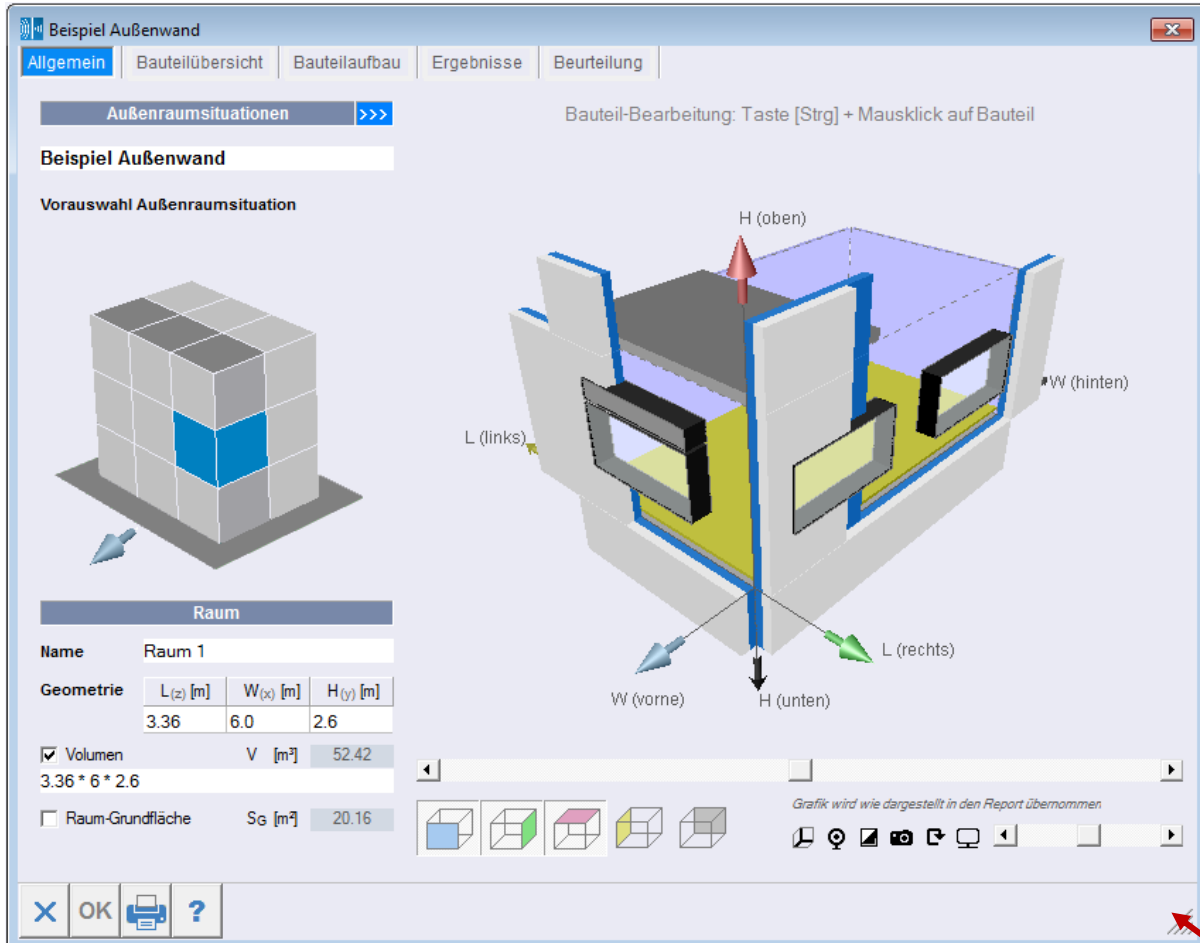 Beispiel Außenwand
Allgemein Bauteilübersicht Bauteilaufbau Ergebnisse Beurteilung
Außenraumsituationen >>>
Bauteil-Bearbeitung: Taste [Strg] + Mausklick auf Bauteil
Beispiel Außenwand
Vorauswahl Außenraumsituation
H (oben)
W (hinten)
L (links)
L (rechts)
W (vorne)
H (unten)
Raum
Name Raum 1
Geometrie L(z) [m] W(x) [m] H(y) [m]
3.36 6.0 2.6
Volumen V [m³] 52.42
3.36 * 6 * 2.6
Raum-Grundfläche SG [m²] 20.16
Grafik wird wie dargestellt in den Report übernommen
OK ?